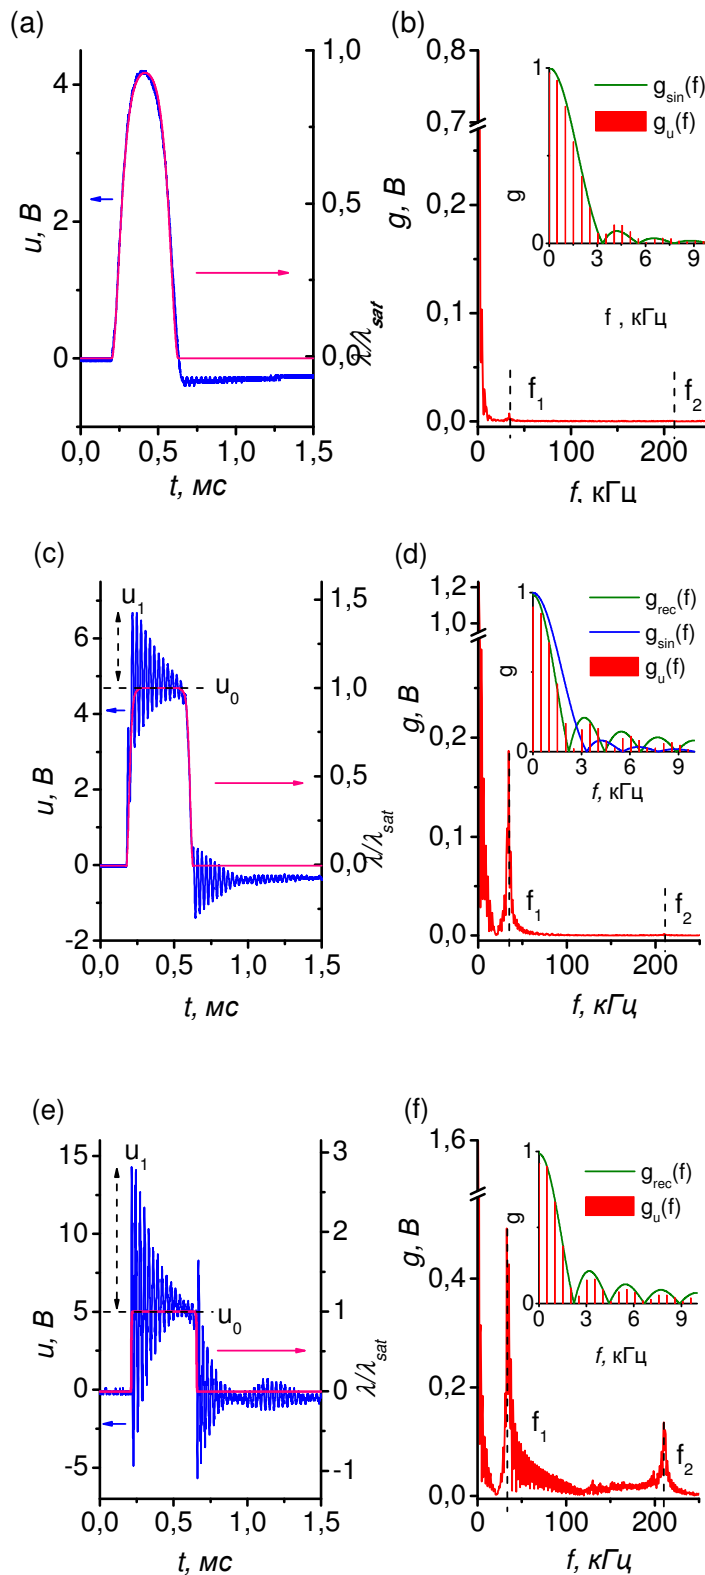 (a)
u, В
4
2
0
0,0 0,5 1,0 1,5
t, мс
1,0
0,5
0,0
λ/λsat
(b)
g, В
0,8
0,7
0,2
0,1
0,0
0 100 200
f, кГц
f1
f2
g
1
0
0 3 6 9
f , кГц
gsin(f)
gu(f)
(c)
u, В
6
4
2
0
-2
0,0 0,5 1,0 1,5
t, мс
1,5
1,0
0,5
0,0
λ/λsat
u1
u0
(d)
g, В
1,2
1,0
0,2
0,1
0,0
0 100 200
f, кГц
f1
f2
g
1
0
0 3 6 9
f, кГц
grec(f)
gsin(f)
gu(f)
(e)
u, В
15
10
5
0
-5
0,0 0,5 1,0 1,5
t, мс
3
2
1
0
-1
λ/λsat
u1
u0
(f)
g, В
1,6
0,4
0,2
0,0
0 100 200
f, кГц
f1
f2
g
1
0
0 3 6 9
f, кГц
grec(f)
gu(f)